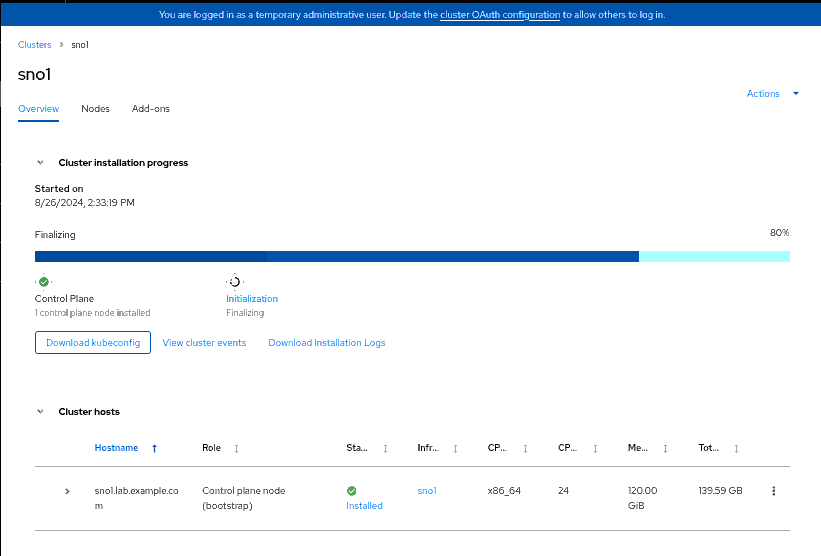 You are logged in as a temporary administrative user. Update the cluster OAuth configuration to allow others to log in.
Clusters > sno1
sno1
Actions
Overview Nodes Add-ons
Cluster installation progress
Started on
8/26/2024, 2:33:19 PM
Finalizing 80%
Control Plane Initialization
1 control plane node installed Finalizing
Download kubeconfig View cluster events Download Installation Logs
Cluster hosts
Hostname Role Sta... Infr... CP... CP... Me... Tot...
sno1.lab.example.co Control plane node sno1 x86_64 24 120.00 139.59 GB
m (bootstrap) Installed GiB